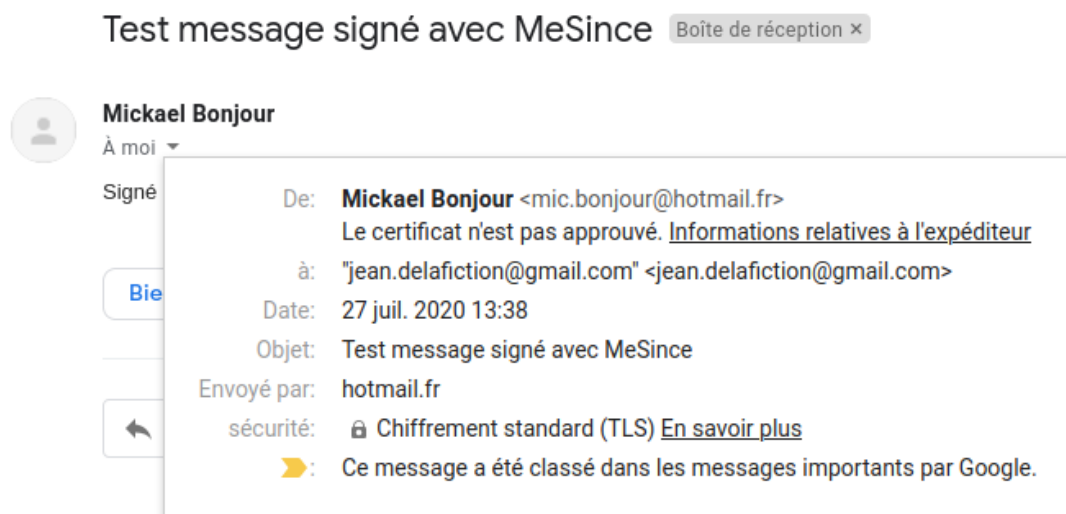 Test message signé avec MeSince Boîte de réception ×
Mickael Bonjour
À moi
Signé
De: Mickael Bonjour <mic.bonjour@hotmail.fr>
Le certificat n'est pas approuvé. Informations relatives à l'expéditeur
à: "jean.delafiction@gmail.com" <jean.delafiction@gmail.com>
Date: 27 juil. 2020 13:38
Objet: Test message signé avec MeSince
Envoyé par: hotmail.fr
sécurité: Chiffrement standard (TLS) En savoir plus
: Ce message a été classé dans les messages importants par Google.
Bie